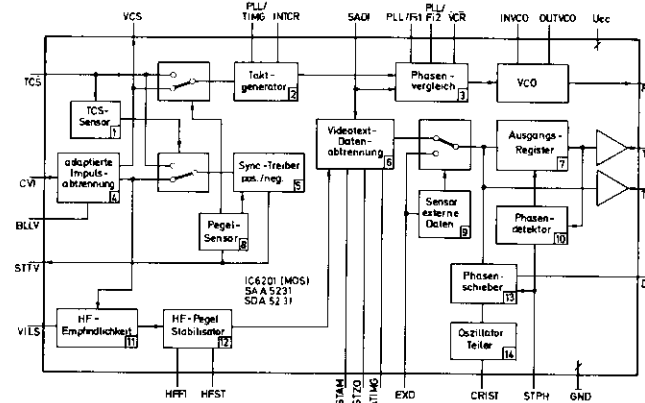 VCS
PLL/
TIMG
INTCR
SADI
PLL/Fi1
PLL/
Fi2
VCR
INVCO
OUTVCO
Ucc
TCS
Takt-
generator
2
Phasen-
vergleich
3
VCO
TCS-
Sensor
1
Videotext-
Daten-
abtrennung
6
Ausgangs-
Register
7
CVI
adaptierte
Impuls-
abtrennung
4
Sync-Treiber
pos./neg.
5
BLLV
Pegel-
Sensor
8
Sensor
externe
Daten
9
Phasen-
detektor
10
STTV
IC6201 (MOS)
SAA 5231
SDA 5231
Phasen-
schieber
13
VILS
HF-
Empfindlichkeit
11
HF-Pegel
Stabilisator
12
Oszillator
Teiler
14
HFF1
HFST
STAM
STZO
ATIMG
EXD
CRIST
STPH
GND